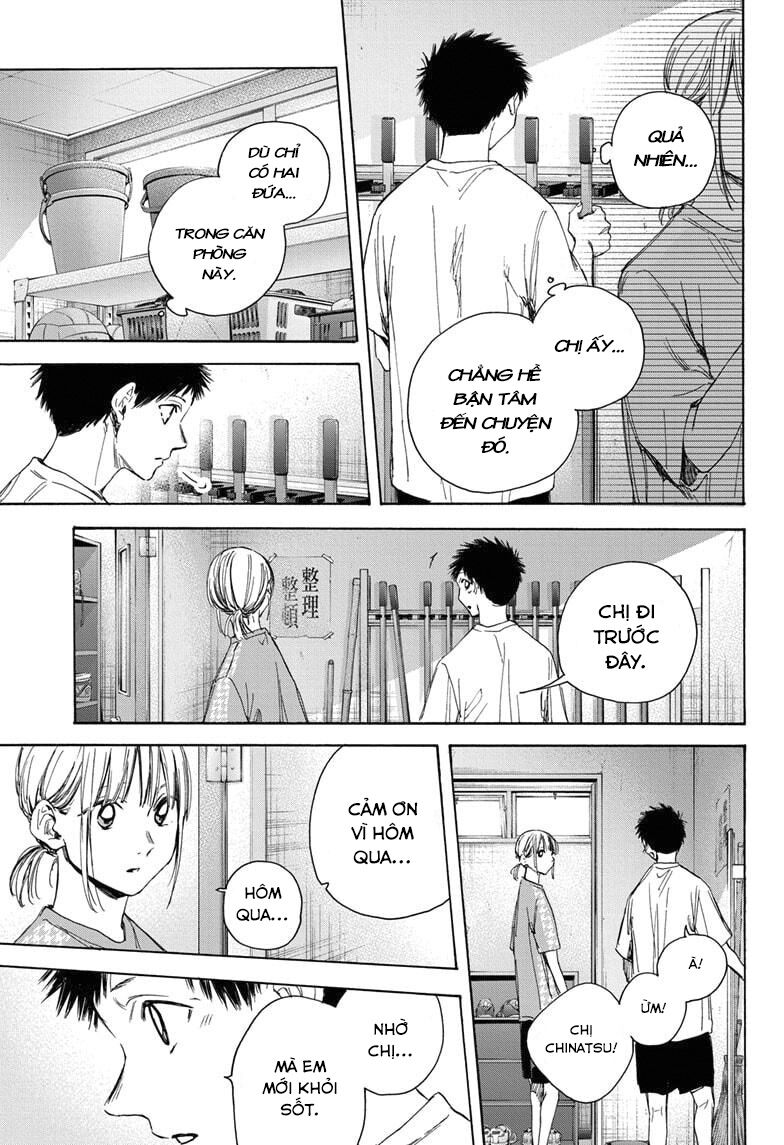 QUẢ
NHIÊN...
CHỊ ẤY...
CHẲNG HỀ
BẬN TÂM
ĐẾN CHUYỆN
ĐÓ.
DÙ CHỈ
CÓ HAI
ĐỨA...
TRONG CĂN
PHÒNG
NÀY.
整理
整頓
CHỊ ĐI
TRƯỚC
ĐÂY.
À!
ỪM!
CHỊ
CHINATSU!
CẢM ƠN
VÌ HÔM
QUA...
HÔM
QUA...
NHỜ
CHỊ...
MÀ EM
MỚI KHỎI
SỐT.